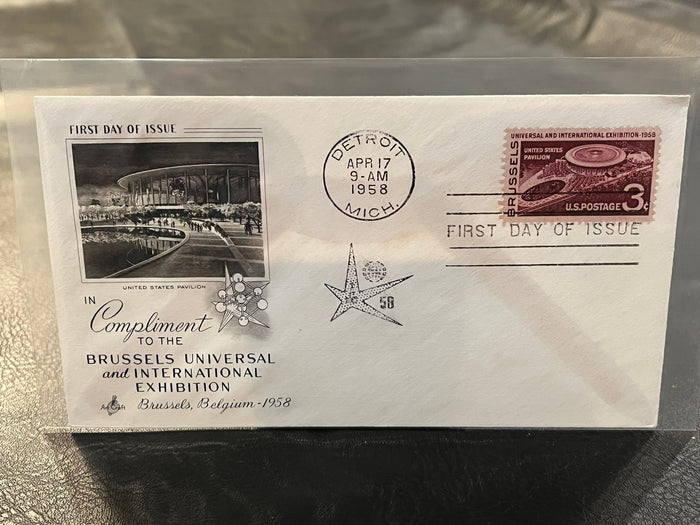 FIRST DAY OF ISSUE
UNITED STATES PAVILION
IN
Compliment
TO THE
BRUSSELS UNIVERSAL
and INTERNATIONAL
EXHIBITION
Brussels, Belgium-1958
ArtCraft
DETROIT
APR 17
9-AM
1958
MICH.
58
UNIVERSAL AND INTERNATIONAL EXHIBITION-1958
BRUSSELS
UNITED STATES
PAVILION
U.S.POSTAGE 3¢
FIRST DAY OF ISSUE